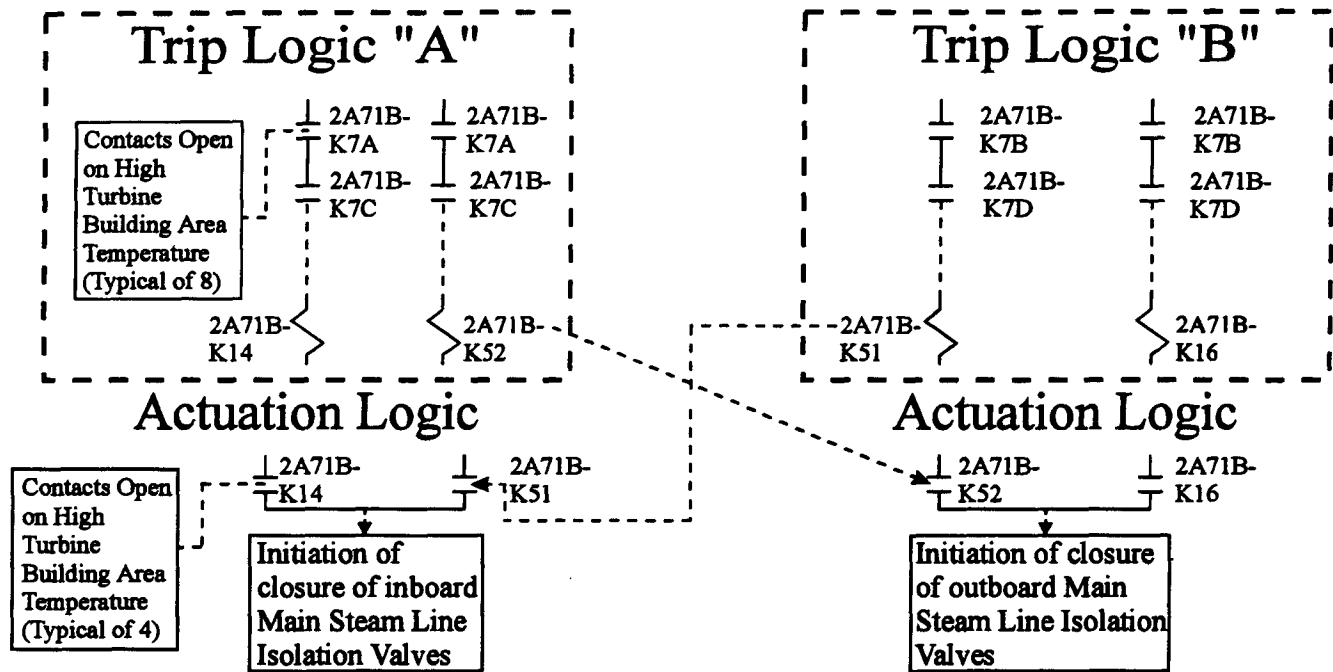 Trip Logic "A"
Contacts Open
on High
Turbine
Building Area
Temperature
(Typical of 8)
2A71B-
K7A
2A71B-
K7A
2A71B-
K7C
2A71B-
K7C
2A71B-
K14
2A71B-
K52
Trip Logic "B"
2A71B-
K7B
2A71B-
K7B
2A71B-
K7D
2A71B-
K7D
2A71B-
K51
2A71B-
K16
Actuation Logic
Contacts Open
on High
Turbine
Building Area
Temperature
(Typical of 4)
2A71B-
K14
2A71B-
K51
Initiation of
closure of inboard
Main Steam Line
Isolation Valves
Actuation Logic
2A71B-
K52
2A71B-
K16
Initiation of closure
of outboard Main
Steam Line Isolation
Valves